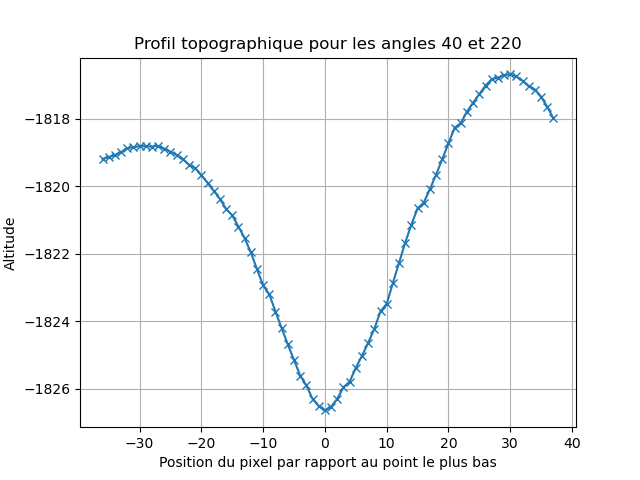 Profil topographique pour les angles 40 et 220
Altitude
−1818
−1820
−1822
−1824
−1826
−30 −20 −10 0 10 20 30 40
Position du pixel par rapport au point le plus bas